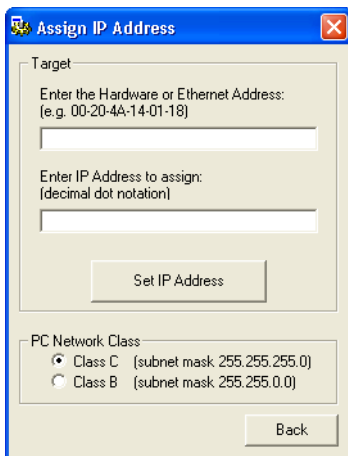 Assign IP Address
Target
Enter the Hardware or Ethernet Address:
(e.g. 00-20-4A-14-01-18)
Enter IP Address to assign:
(decimal dot notation)
Set IP Address
PC Network Class
Class C (subnet mask 255.255.255.0)
Class B (subnet mask 255.255.0.0)
Back